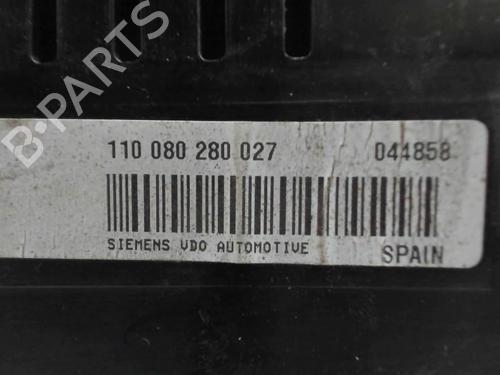 B-PARTS
110 080 280 027 044858
SIEMENS VDO AUTOMOTIVE SPAIN